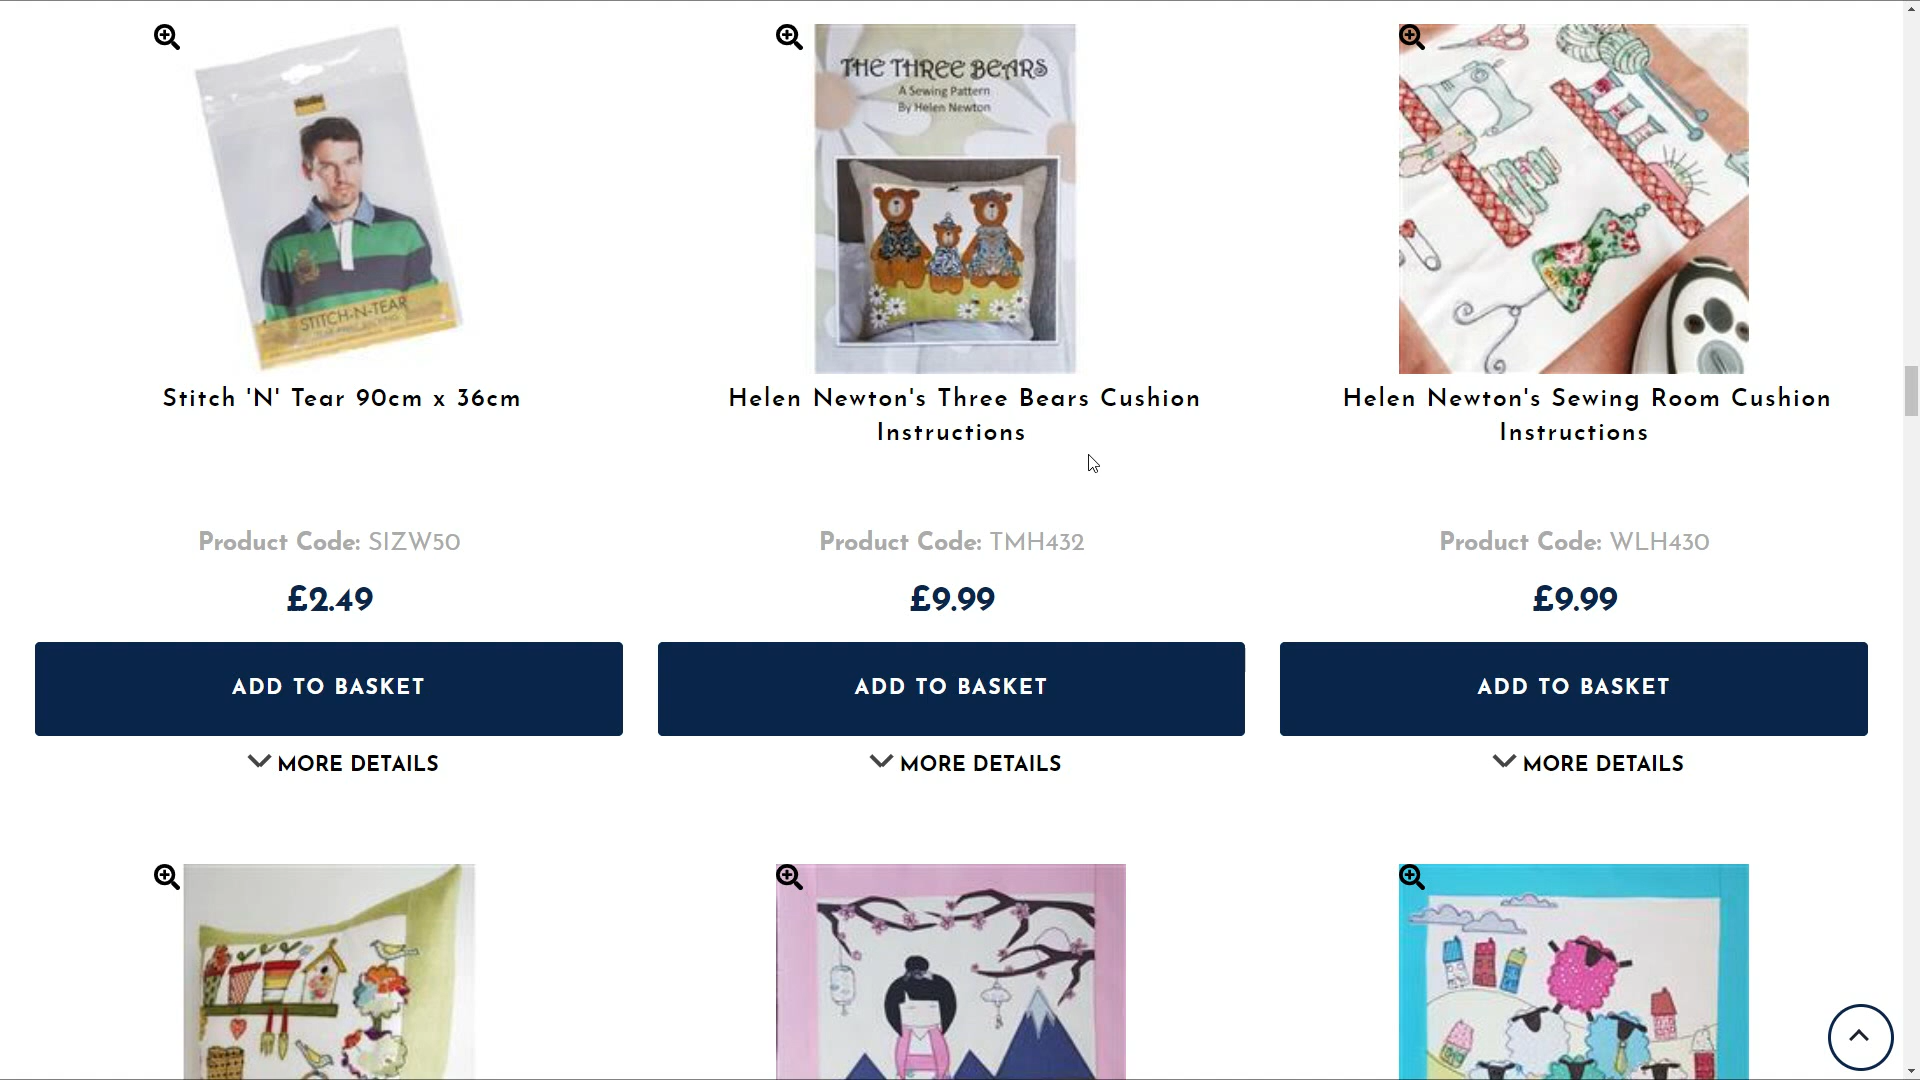 THE THREE BEARS
A Sewing Pattern
By Helen Newton
STITCH-N-TEAR
Stitch 'N' Tear 90cm x 36cm
Helen Newton's Three Bears Cushion
Instructions
Helen Newton's Sewing Room Cushion
Instructions
Product Code: SIZW50
Product Code: TMH432
Product Code: WLH430
£2.49
£9.99
£9.99
ADD TO BASKET
ADD TO BASKET
ADD TO BASKET
MORE DETAILS
MORE DETAILS
MORE DETAILS